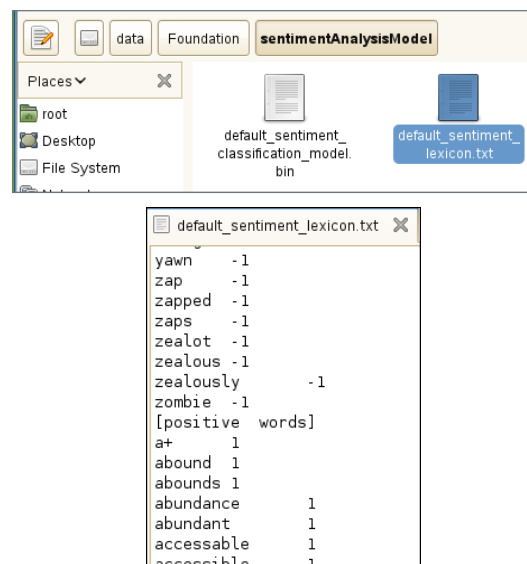 data Foundation sentimentAnalysisModel
Places
root
Desktop
File System
default_sentiment_
classification_model.
bin
default_sentiment_
lexicon.txt
default_sentiment_lexicon.txt
yawn -1
zap -1
zapped -1
zaps -1
zealot -1
zealous -1
zealously -1
zombie -1
[positive words]
a+ 1
abound 1
abounds 1
abundance 1
abundant 1
accessable 1
accessible 1